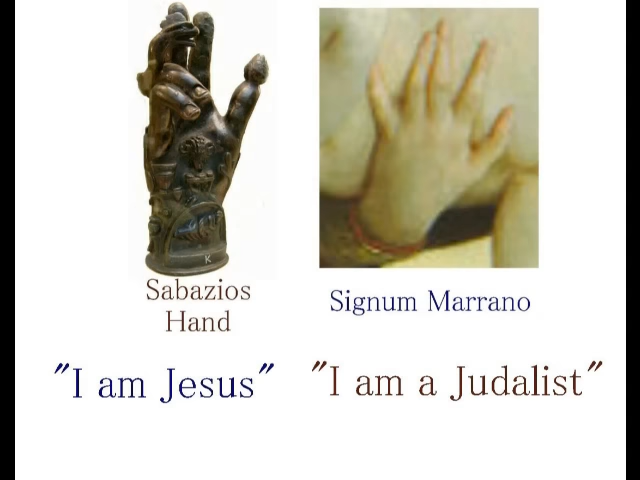 K
Sabazios
Hand
Signum Marrano
"I am Jesus"
"I am a Judalist"